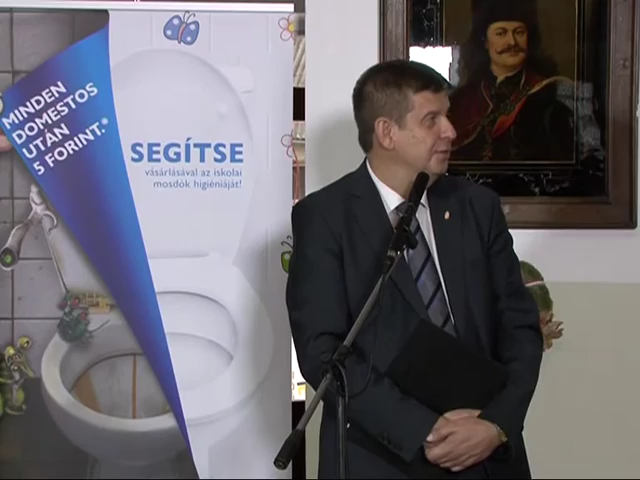 MINDEN
DOMESTOS
UTÁN
5 FORINT.*
SEGÍTSE
vásárlásával az iskolai
mosdók higiéniáját!